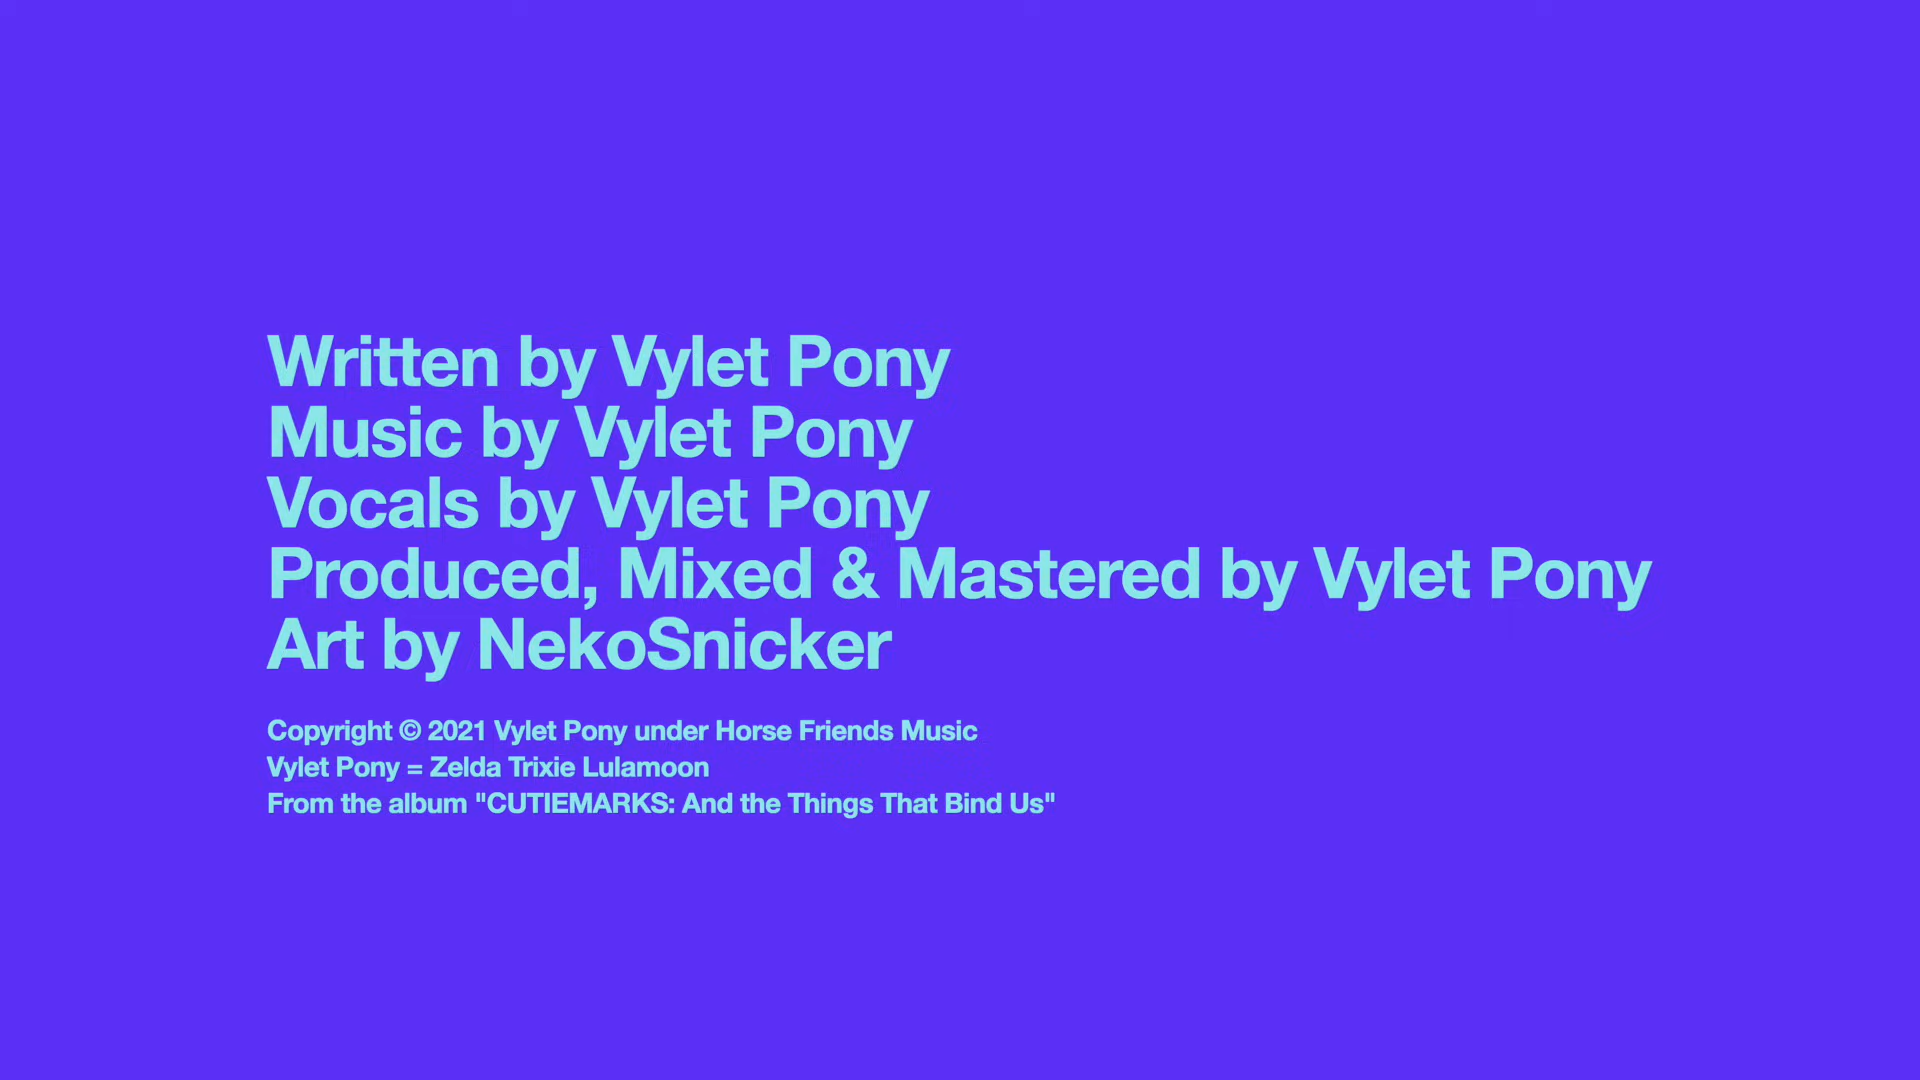 Written by Vylet Pony
Music by Vylet Pony
Vocals by Vylet Pony
Produced, Mixed & Mastered by Vylet Pony
Art by NekoSnicker
Copyright © 2021 Vylet Pony under Horse Friends Music
Vylet Pony = Zelda Trixie Lulamoon
From the album "CUTIEMARKS: And the Things That Bind Us"